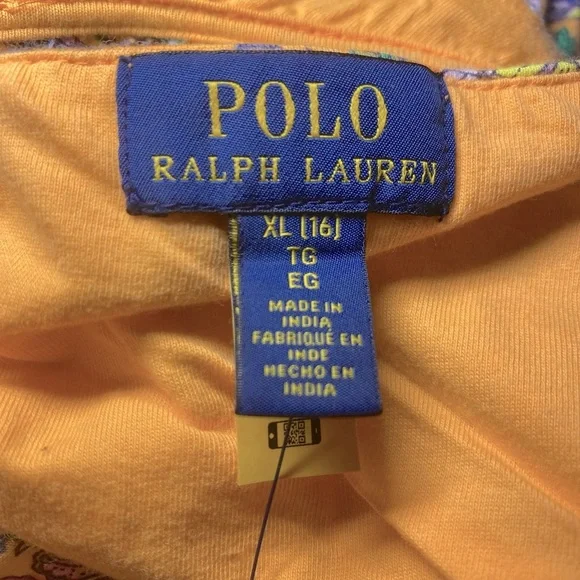 POLO
RALPH LAUREN
XL (16)
TG
EG
MADE IN
INDIA
FABRIQUÉ EN
INDE
HECHO EN
INDIA